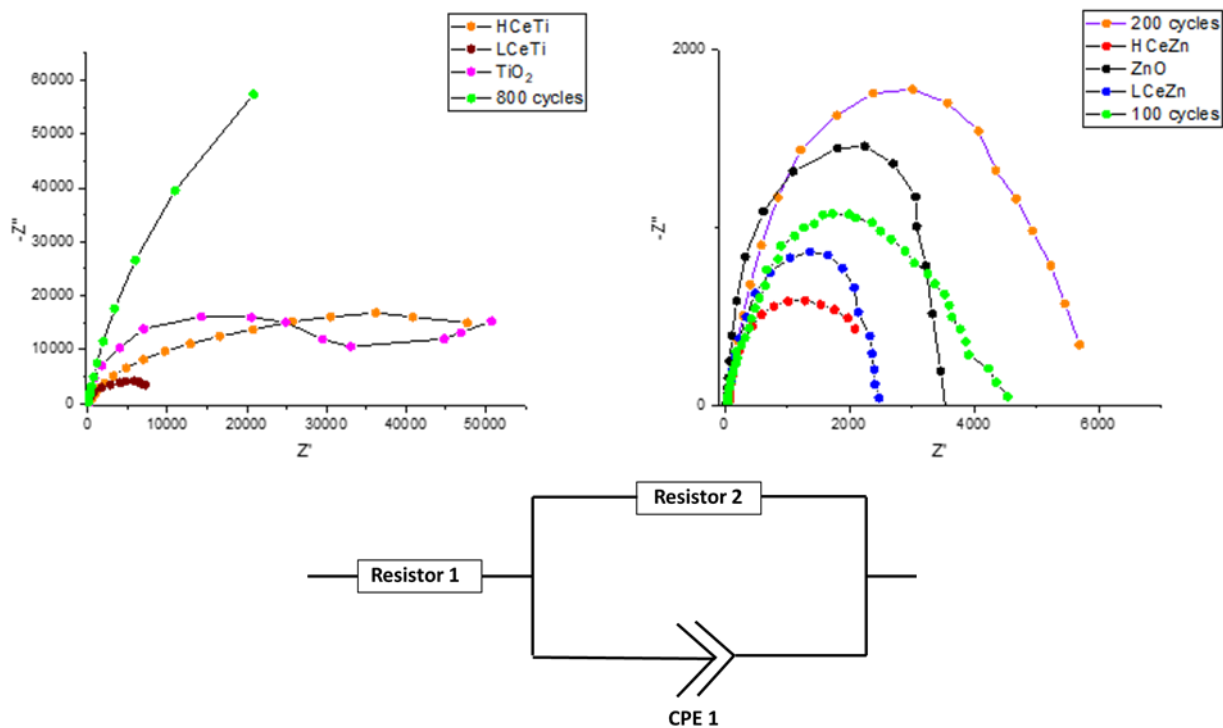 HCeTi
LCeTi
TiO₂
800 cycles
60000
50000
40000
30000
20000
10000
0
-Z"
0 10000 20000 30000 40000 50000
Z'
200 cycles
HCeZn
ZnO
LCeZn
100 cycles
2000
0
-Z"
0 2000 4000 6000
Z'
Resistor 2
Resistor 1
CPE 1